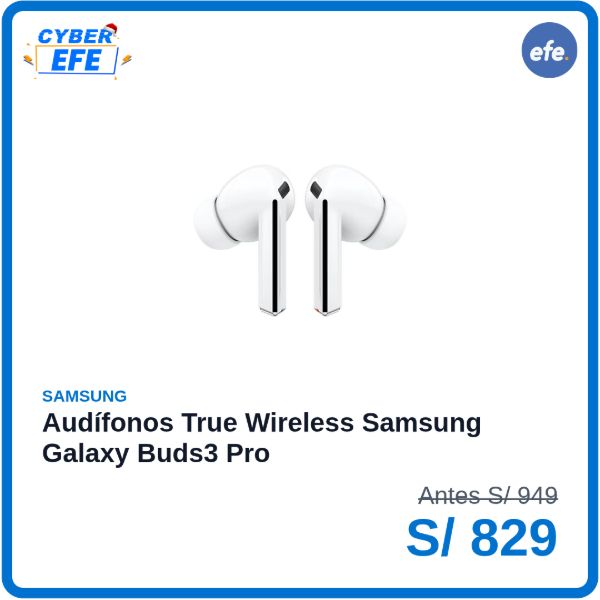 CYBER
EFE
efe.
SAMSUNG
Audífonos True Wireless Samsung
Galaxy Buds3 Pro
Antes S/ 949
S/ 829